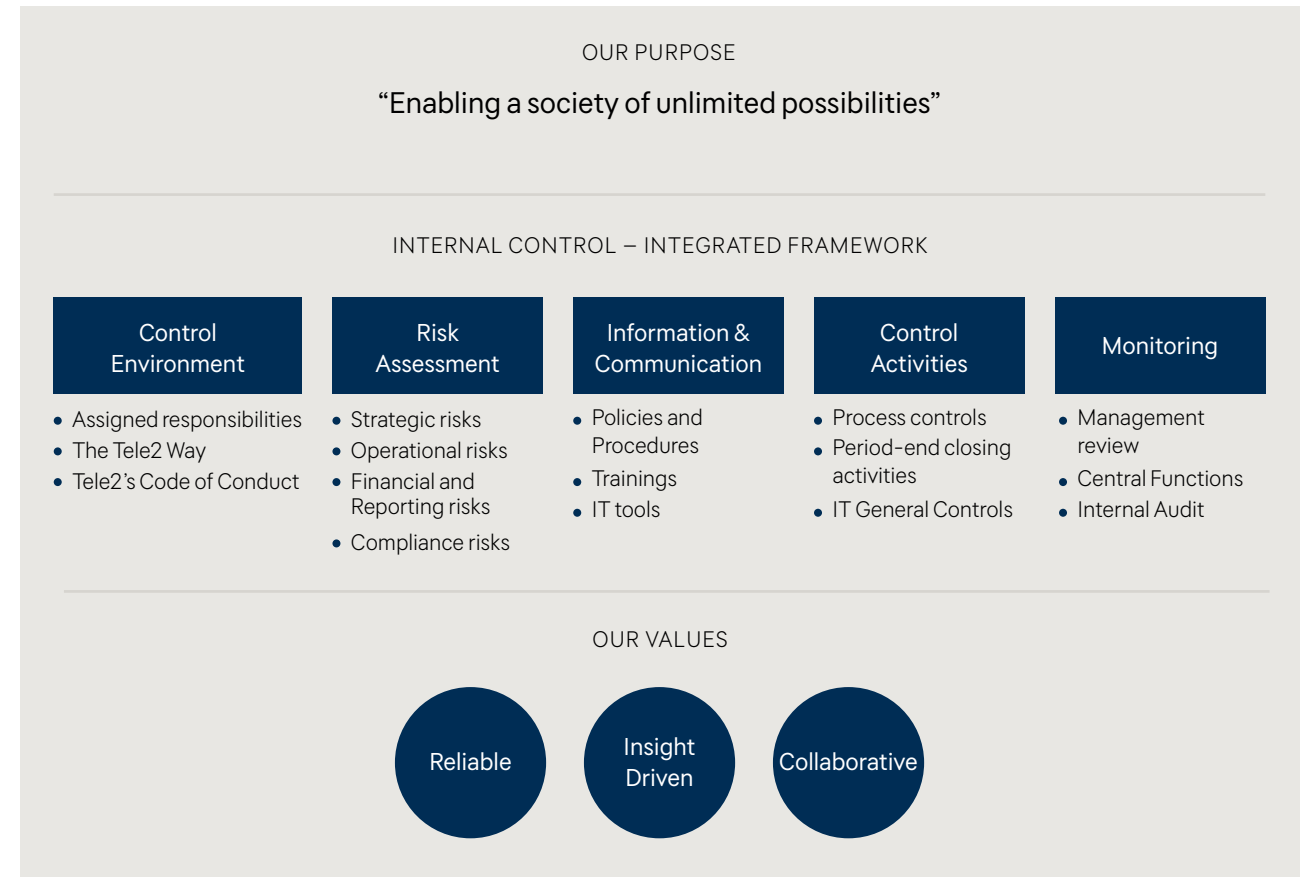 OUR PURPOSE
“Enabling a society of unlimited possibilities”
INTERNAL CONTROL – INTEGRATED FRAMEWORK
Control
Environment
• Assigned responsibilities
• The Tele2 Way
• Tele2’s Code of Conduct
Risk
Assessment
• Strategic risks
• Operational risks
• Financial and
Reporting risks
• Compliance risks
Information &
Communication
• Policies and
Procedures
• Trainings
• IT tools
Control
Activities
• Process controls
• Period-end closing
activities
• IT General Controls
Monitoring
• Management
review
• Central Functions
• Internal Audit
OUR VALUES
Reliable
Insight
Driven
Collaborative